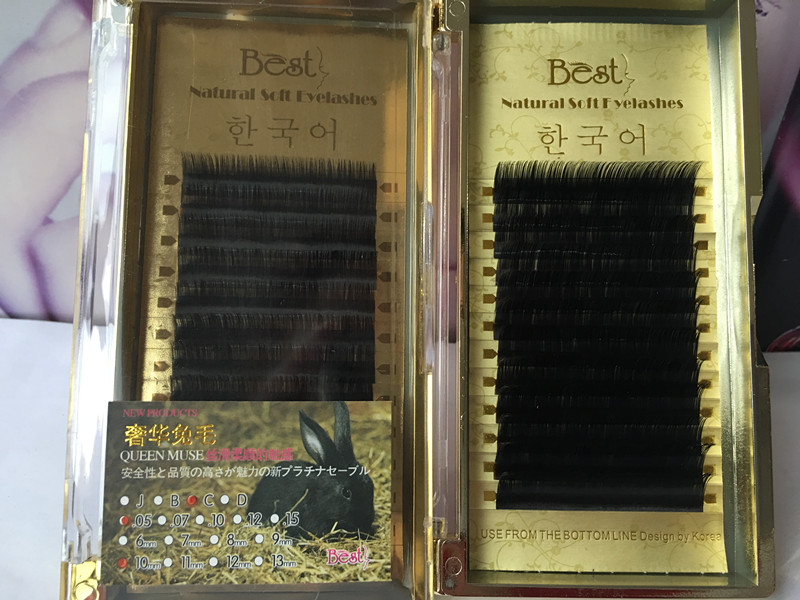 Best
Natural Soft Eyelashes
한국어
NEW PRODUCTS
奢华兔毛
QUEEN MUSE
安全性と品質の高さが魅力の新プラチナセーブル
J B C D
.05 .07 .10 .12 .15
6mm 7mm 8mm 9mm
10mm 11mm 12mm 13mm
Best
Best
Natural Soft Eyelashes
한국어
USE FROM THE BOTTOM LINE Design by Korea